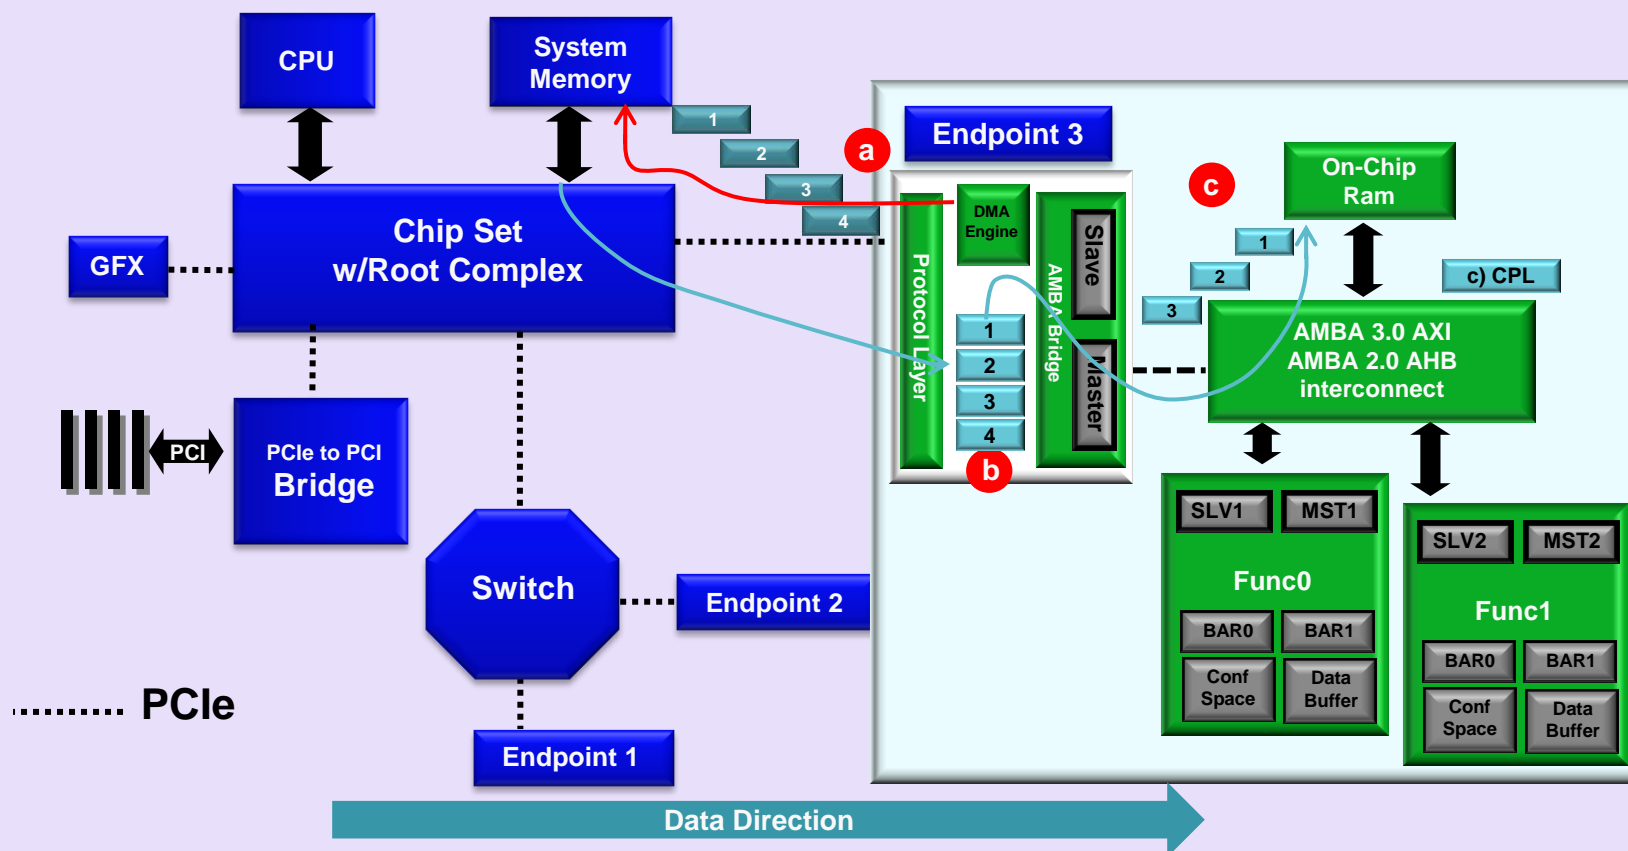 CPU
System
Memory
1
2
3
4
a
Endpoint 3
c
On-Chip
Ram
DMA
Engine
Slave
Chip Set
w/Root Complex
GFX
Protocol Layer
AMBA Bridge
1
2
3
c) CPL
1
2
3
4
b
Master
AMBA 3.0 AXI
AMBA 2.0 AHB
interconnect
PCI
PCIe to PCI
Bridge
SLV1
MST1
Func0
BAR0
BAR1
Conf
Space
Data
Buffer
SLV2
MST2
Func1
BAR0
BAR1
Conf
Space
Data
Buffer
Switch
Endpoint 2
PCIe
Endpoint 1
Data Direction